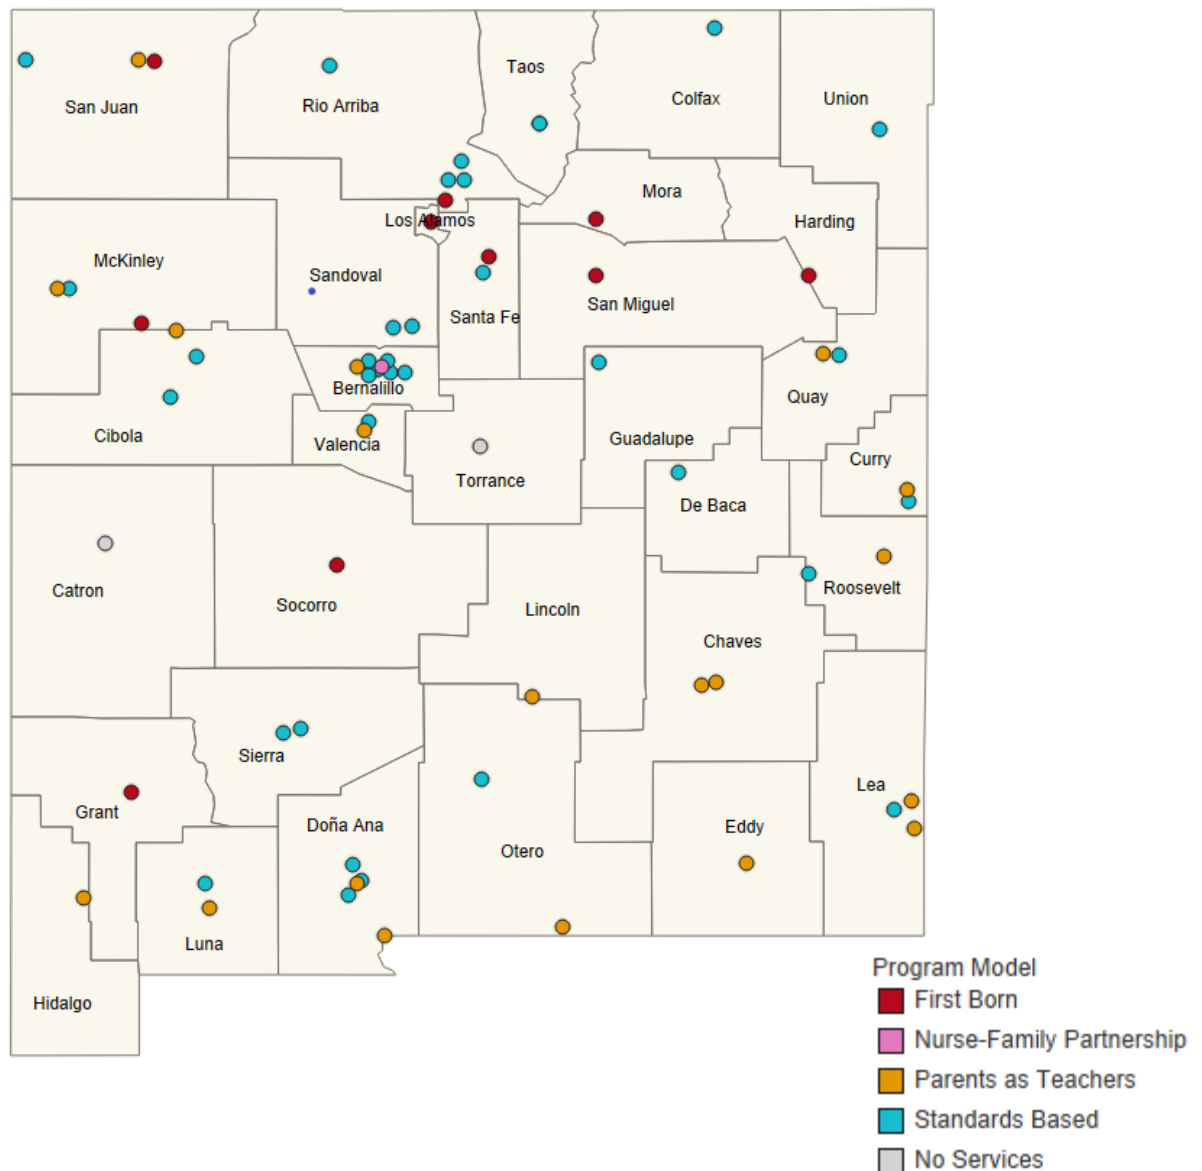 Taos
San Juan
Rio Arriba
Colfax
Union
Mora
Los Alamos
Harding
McKinley
Sandoval
Santa Fe
San Miguel
Bernalillo
Quay
Cibola
Valencia
Guadalupe
Curry
Torrance
De Baca
Catron
Socorro
Lincoln
Roosevelt
Chaves
Sierra
Lea
Grant
Doña Ana
Eddy
Otero
Luna
Hidalgo
Program Model
First Born
Nurse-Family Partnership
Parents as Teachers
Standards Based
No Services